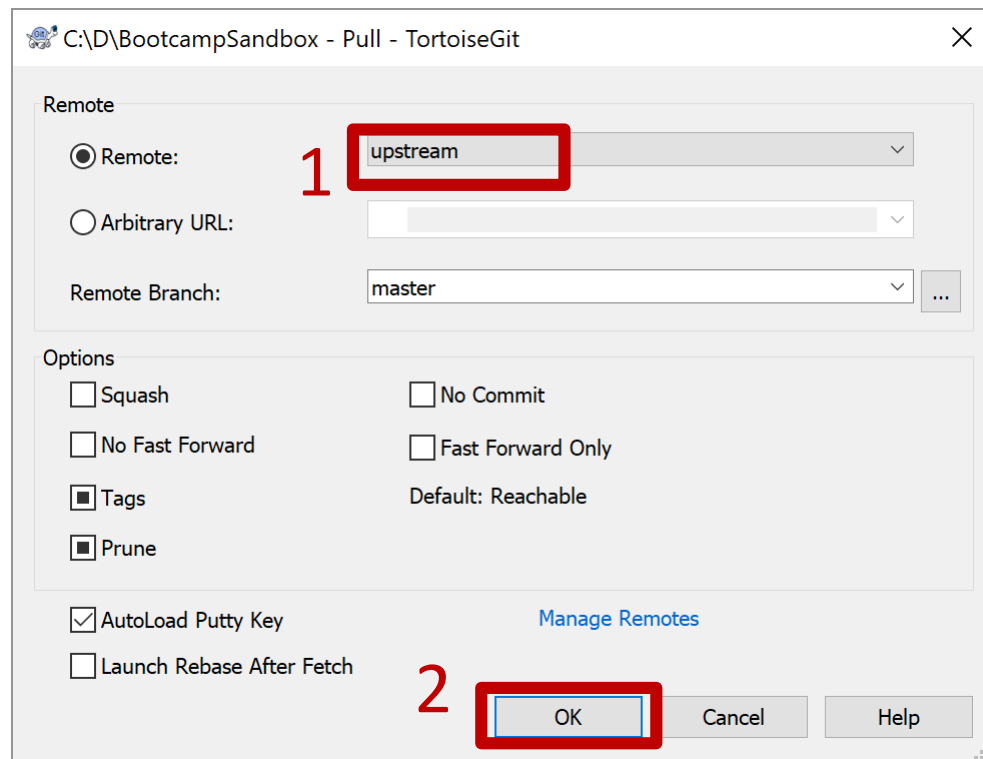 C:\D\BootcampSandbox - Pull - TortoiseGit
Remote
Remote:
1
upstream
Arbitrary URL:
Remote Branch:
master
...
Options
Squash
No Commit
No Fast Forward
Fast Forward Only
Tags
Default: Reachable
Prune
AutoLoad Putty Key
Manage Remotes
Launch Rebase After Fetch
2
OK
Cancel
Help